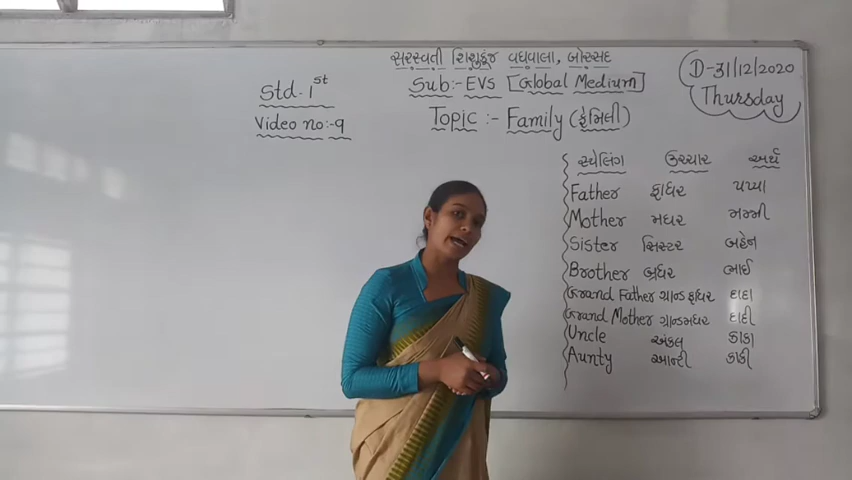 સરસ્વતી શિશુકુંજ વઘવાલા, બોરસદ
Std. 1st
Sub:- EVS [Global Medium]
D-31/12/2020
Thursday
Video no:-9
Topic :- Family (ફેમિલી)
સ્પેલિંગ ઉચ્ચાર અર્થ
Father ફાધર પપ્પા
Mother મધર મમ્મી
Sister સિસ્ટર બહેન
Brother બ્રધર ભાઈ
Grand Father ગ્રાન્ડ ફાધર દાદા
Grand Mother ગ્રાન્ડમધર દાદી
Uncle અંકલ કાકા
Aunty આન્ટી કાકી